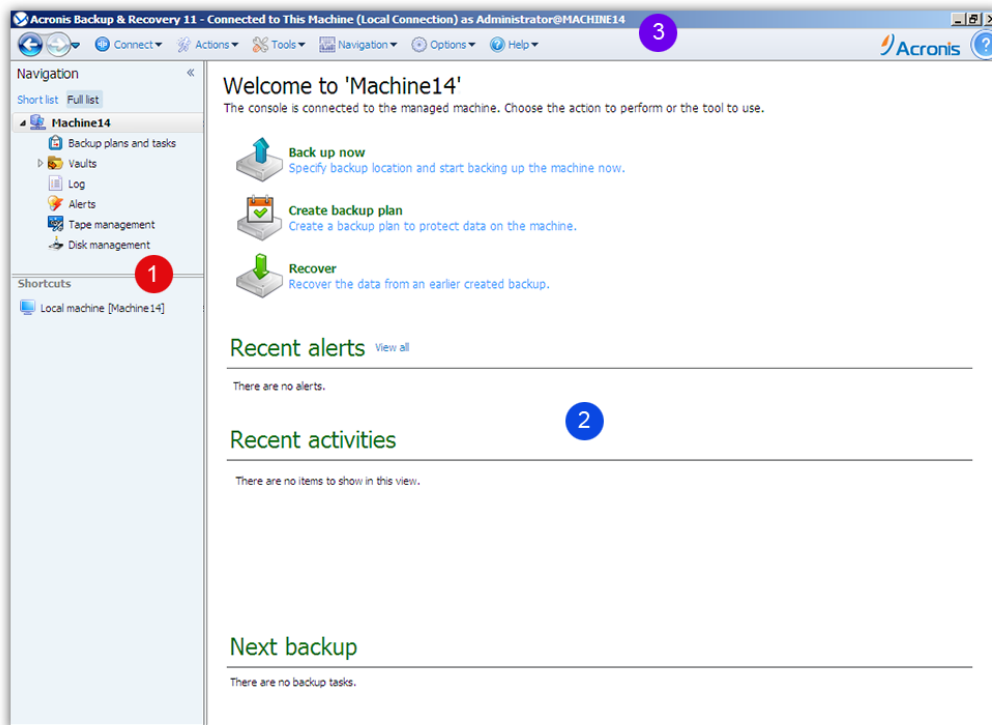 Acronis Backup & Recovery 11 - Connected to This Machine (Local Connection) as Administrator@MACHINE14
Connect Actions Tools Navigation Options Help 3 Acronis ?
Navigation «
Short list Full list
Machine14
Backup plans and tasks
Vaults
Log
Alerts
Tape management
Disk management
1
Shortcuts
Local machine [Machine14]
Welcome to 'Machine14'
The console is connected to the managed machine. Choose the action to perform or the tool to use.
Back up now
Specify backup location and start backing up the machine now.
Create backup plan
Create a backup plan to protect data on the machine.
Recover
Recover the data from an earlier created backup.
Recent alerts View all
There are no alerts.
2
Recent activities
There are no items to show in this view.
Next backup
There are no backup tasks.